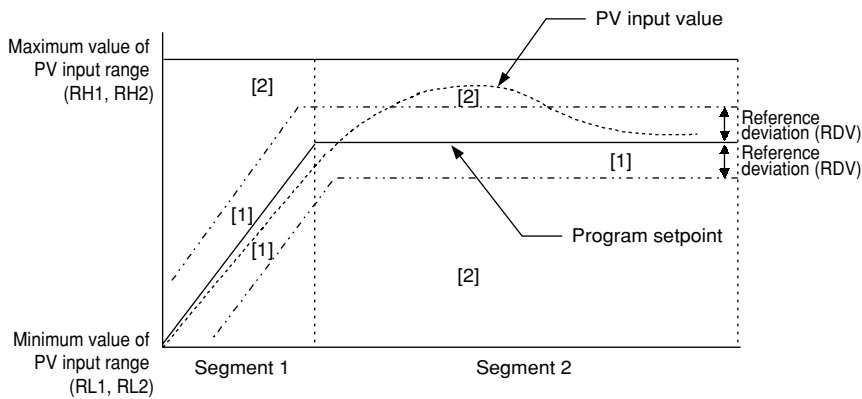 PV input value
Maximum value of
PV input range
(RH1, RH2)
[2]
[2]
Reference
deviation (RDV)
Reference
deviation (RDV)
[1]
[1]
[1]
Program setpoint
[2]
Minimum value of
PV input range
(RL1, RL2)
Segment 1
Segment 2